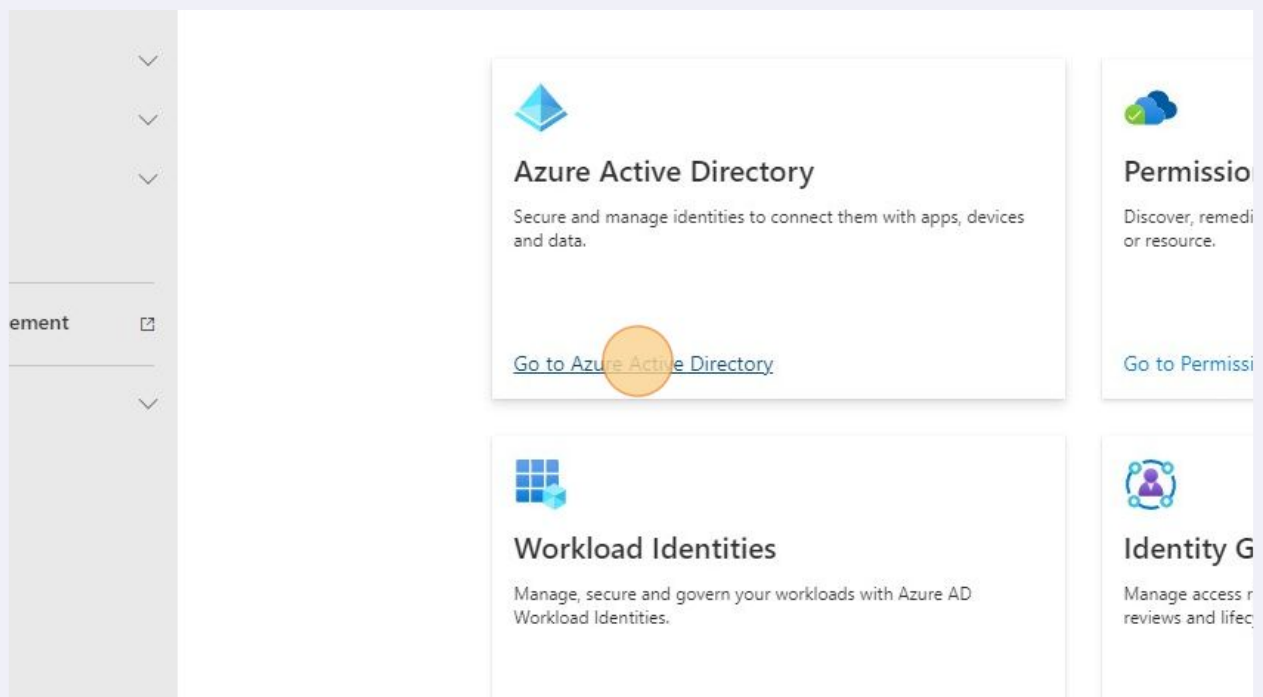 Azure Active Directory
Secure and manage identities to connect them with apps, devices
and data.
Go to Azure Active Directory
Permissio
Discover, remedi
or resource.
Go to Permissi
ement
Workload Identities
Manage, secure and govern your workloads with Azure AD
Workload Identities.
Identity G
Manage access r
reviews and lifec